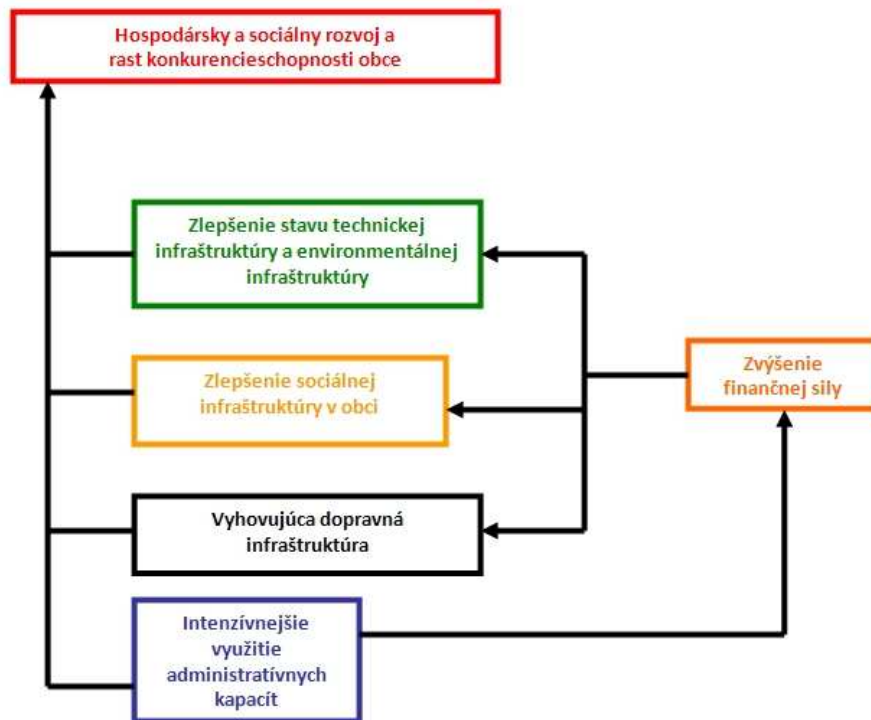 Hospodársky a sociálny rozvoj a
rast konkurencieschopnosti obce
Zlepšenie stavu technickej
infraštruktúry a environmentálnej
infraštruktúry
Zvýšenie
finančnej sily
Zlepšenie sociálnej
infraštruktúry v obci
Vyhovujúca dopravná
infraštruktúra
Intenzívnejšie
využitie
administratívnych
kapacít